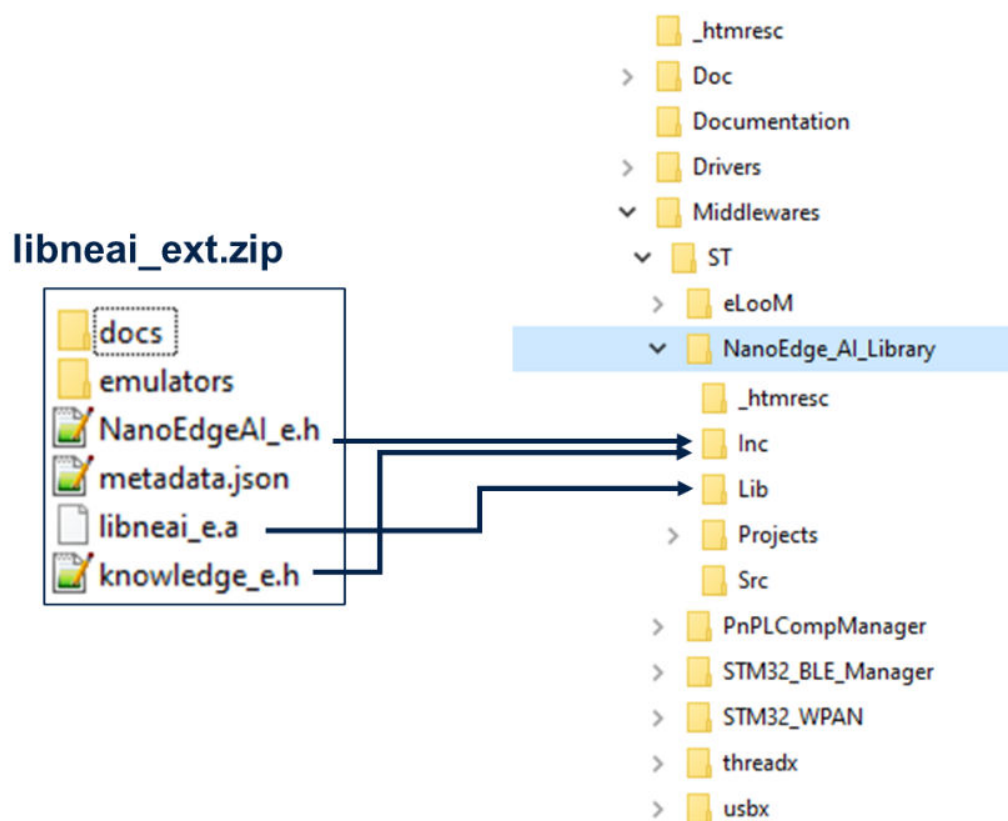 libneai_ext.zip
docs
emulators
NanoEdgeAI_e.h
metadata.json
libneai_e.a
knowledge_e.h
_htmresc
Doc
Documentation
Drivers
Middlewares
ST
eLooM
NanoEdge_AI_Library
_htmresc
Inc
Lib
Projects
Src
PnPLCompManager
STM32_BLE_Manager
STM32_WPAN
threadx
usbx